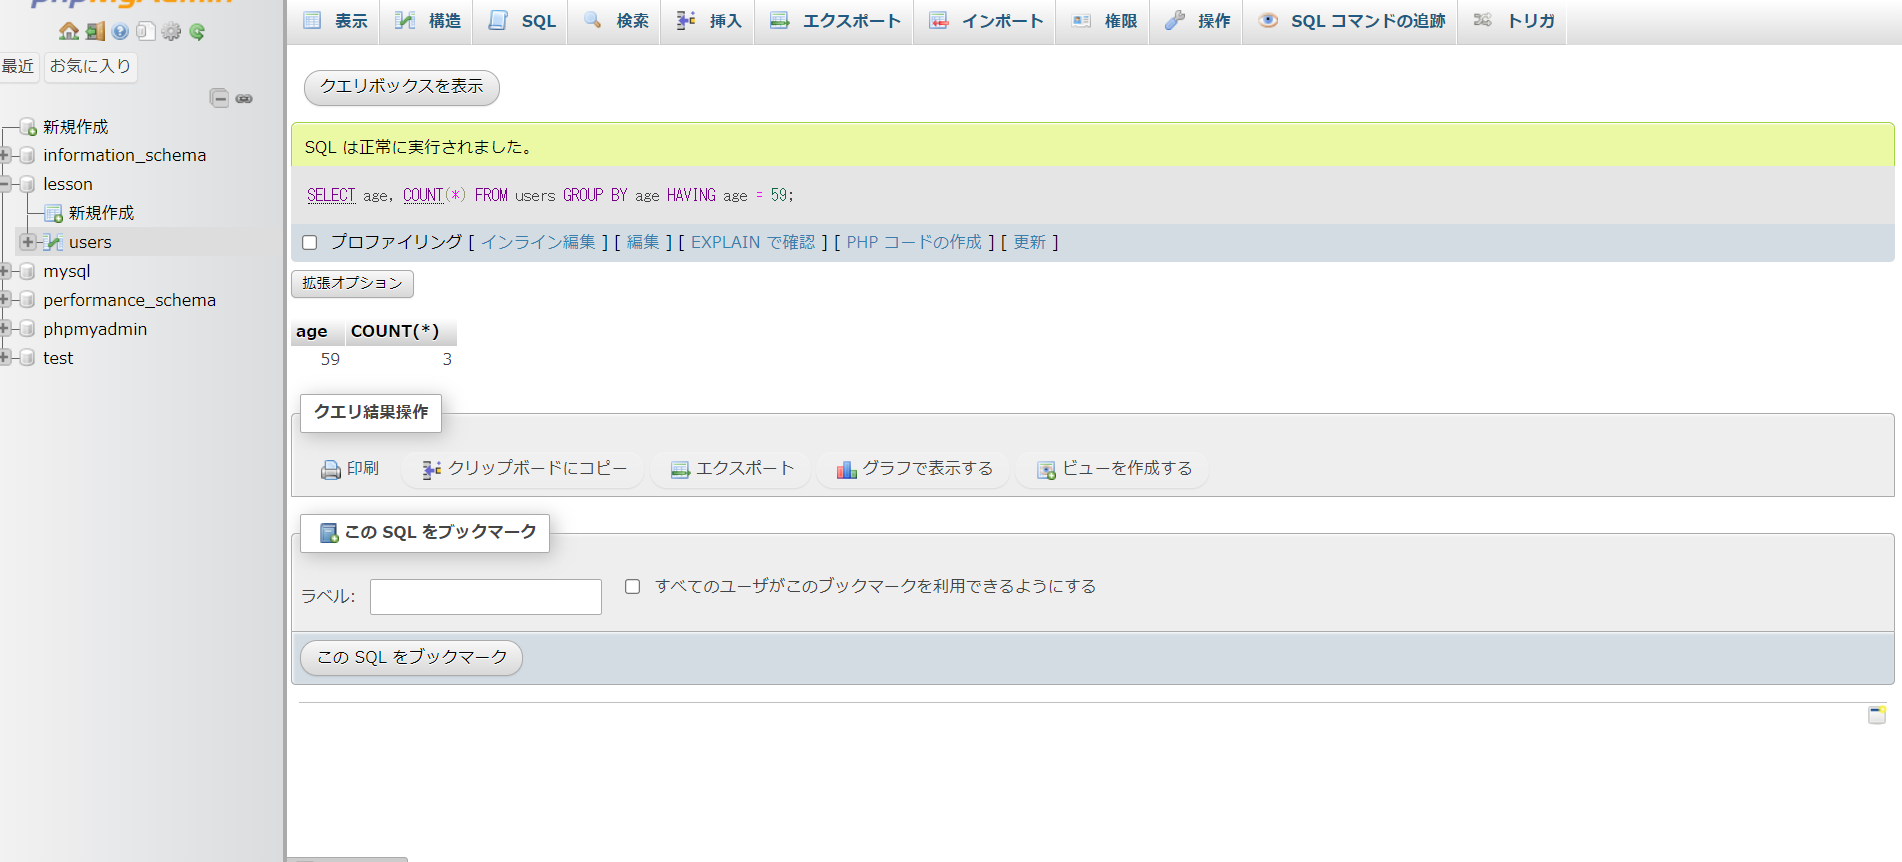 phpMyAdmin
最近 お気に入り
新規作成
information_schema
lesson
新規作成
users
mysql
performance_schema
phpmyadmin
test
表示 構造 SQL 検索 挿入 エクスポート インポート 権限 操作 SQL コマンドの追跡 トリガ
クエリボックスを表示
SQL は正常に実行されました。
SELECT age, COUNT(*) FROM users GROUP BY age HAVING age = 59;
プロファイリング [ インライン編集 ] [ 編集 ] [ EXPLAIN で確認 ] [ PHP コードの作成 ] [ 更新 ]
拡張オプション
age COUNT(*)
59 3
クエリ結果操作
印刷 クリップボードにコピー エクスポート グラフで表示する ビューを作成する
この SQL をブックマーク
ラベル: すべてのユーザがこのブックマークを利用できるようにする
この SQL をブックマーク